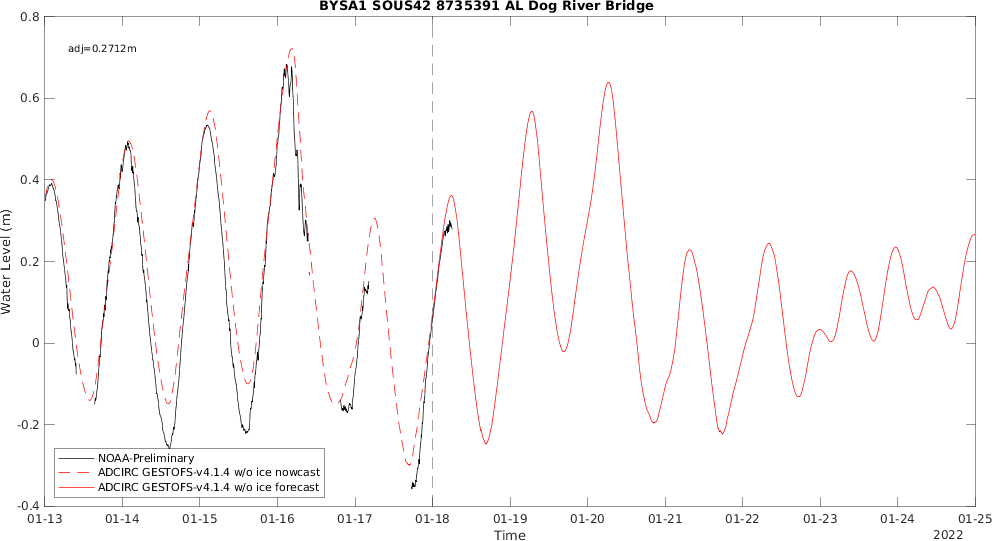 BYSA1 SOUS42 8735391 AL Dog River Bridge
adj=0.2712m
0.8
0.6
0.4
0.2
0
-0.2
-0.4
Water Level (m)
NOAA-Preliminary
ADCIRC GESTOFS-v4.1.4 w/o ice nowcast
ADCIRC GESTOFS-v4.1.4 w/o ice forecast
01-13 01-14 01-15 01-16 01-17 01-18 01-19 01-20 01-21 01-22 01-23 01-24 01-25
Time
2022